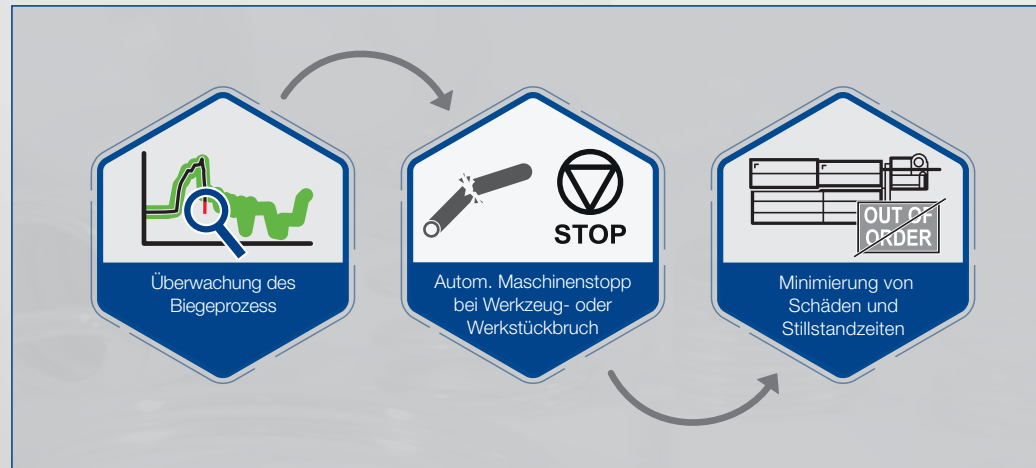 Überwachung des
Biegeprozess
STOP
Autom. Maschinenstopp
bei Werkzeug- oder
Werkstückbruch
OUT OF
ORDER
Minimierung von
Schäden und
Stillstandzeiten